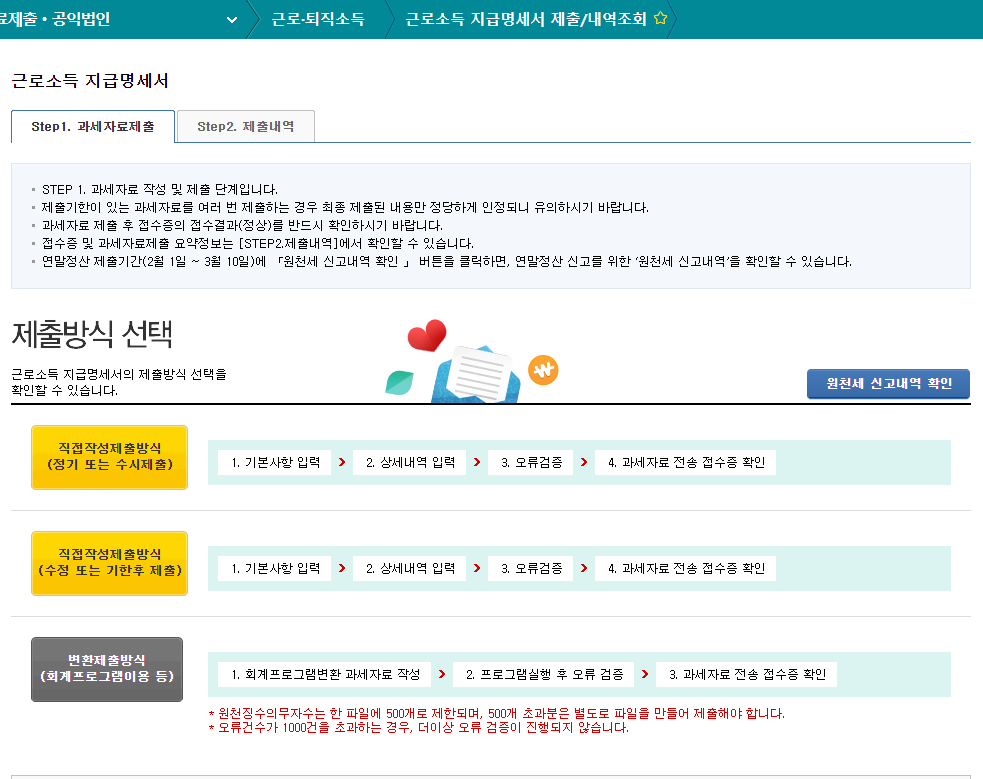 료제출 • 공익법인
근로·퇴직소득
근로소득 지급명세서 제출/내역조회
근로소득 지급명세서
Step1. 과세자료제출
Step2. 제출내역
STEP 1. 과세자료 작성 및 제출 단계입니다.
제출기한이 있는 과세자료를 여러 번 제출하는 경우 최종 제출된 내용만 정당하게 인정되니 유의하시기 바랍니다.
과세자료 제출 후 접수증의 접수결과(정상)를 반드시 확인하시기 바랍니다.
접수증 및 과세자료제출 요약정보는 [STEP2.제출내역]에서 확인할 수 있습니다.
연말정산 제출기간(2월 1일 ~ 3월 10일)에 「원천세 신고내역 확인 」 버튼을 클릭하면, 연말정산 신고를 위한 '원천세 신고내역'을 확인할 수 있습니다.
제출방식 선택
근로소득 지급명세서의 제출방식 선택을
확인할 수 있습니다.
원천세 신고내역 확인
직접작성제출방식
(정기 또는 수시제출)
1. 기본사항 입력
2. 상세내역 입력
3. 오류검증
4. 과세자료 전송 접수증 확인
직접작성제출방식
(수정 또는 기한후 제출)
1. 기본사항 입력
2. 상세내역 입력
3. 오류검증
4. 과세자료 전송 접수증 확인
변환제출방식
(회계프로그램이용 등)
1. 회계프로그램변환 과세자료 작성
2. 프로그램실행 후 오류 검증
3. 과세자료 전송 접수증 확인
* 원천징수의무자수는 한 파일에 500개로 제한되며, 500개 초과분은 별도로 파일을 만들어 제출해야 합니다.
* 오류건수가 1000건을 초과하는 경우, 더이상 오류 검증이 진행되지 않습니다.